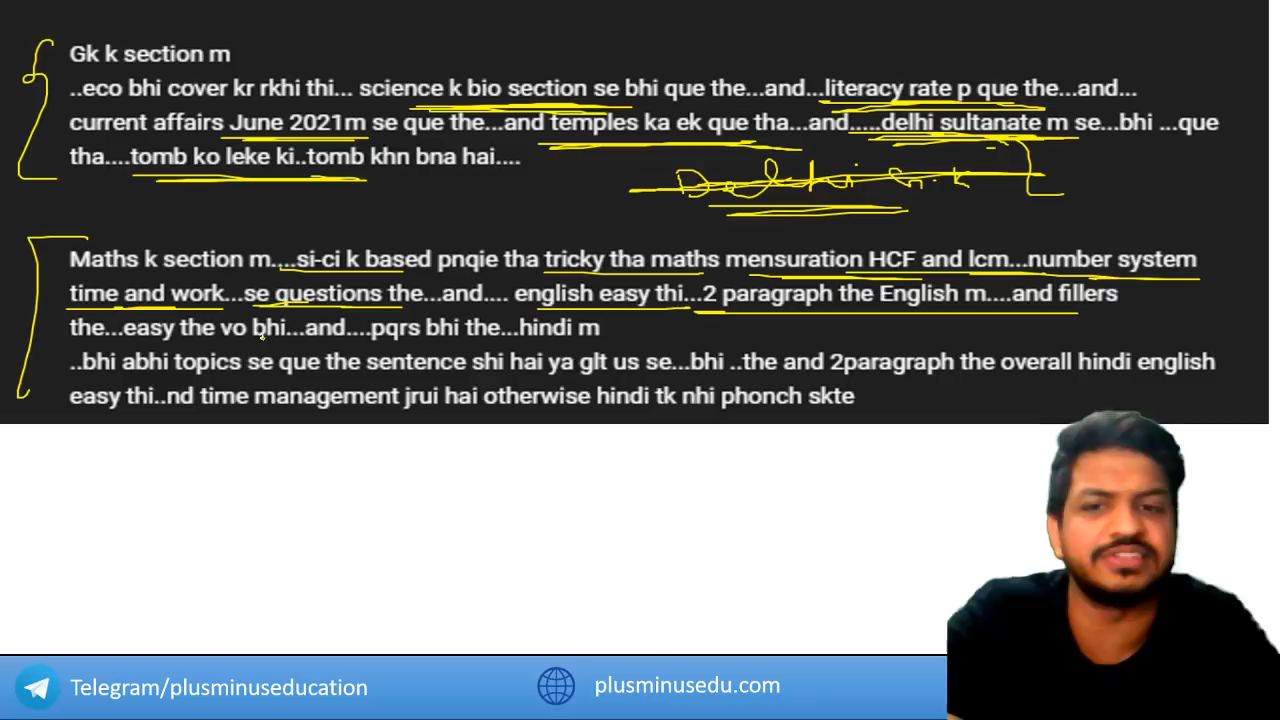 Gk k section m
..eco bhi cover kr rkhi thi... science k bio section se bhi que the...and...literacy rate p que the...and...
current affairs June 2021m se que the...and temples ka ek que tha...and.....delhi sultanate m se...bhi ...que
tha....tomb ko leke ki..tomb khn bna hai....
Delhi G.K
Maths k section m....si-ci k based pnqie tha tricky tha maths mensuration HCF and lcm...number system
time and work...se questions the...and.... english easy thi...2 paragraph the English m....and fillers
the...easy the vo bhi...and....pqrs bhi the...hindi m
..bhi abhi topics se que the sentence shi hai ya glt us se...bhi ..the and 2paragraph the overall hindi english
easy thi..nd time management jrui hai otherwise hindi tk nhi phonch skte
Telegram/plusminuseducation
plusminusedu.com